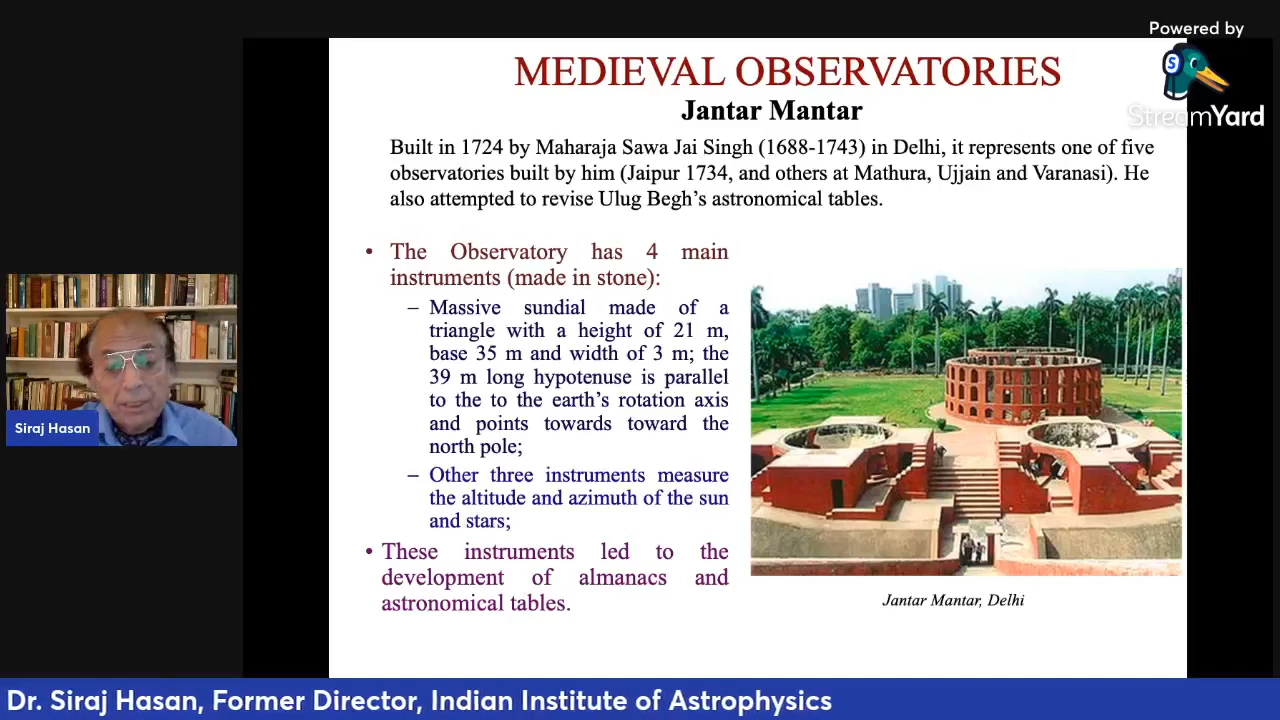 Powered by
StreamYard
MEDIEVAL OBSERVATORIES
Jantar Mantar
Built in 1724 by Maharaja Sawa Jai Singh (1688-1743) in Delhi, it represents one of five
observatories built by him (Jaipur 1734, and others at Mathura, Ujjain and Varanasi). He
also attempted to revise Ulug Begh's astronomical tables.
• The Observatory has 4 main
instruments (made in stone):
– Massive sundial made of a
triangle with a height of 21 m,
base 35 m and width of 3 m; the
39 m long hypotenuse is parallel
to the to the earth's rotation axis
and points towards toward the
north pole;
– Other three instruments measure
the altitude and azimuth of the sun
and stars;
• These instruments led to the
development of almanacs and
astronomical tables.
Jantar Mantar, Delhi
Siraj Hasan
Dr. Siraj Hasan, Former Director, Indian Institute of Astrophysics